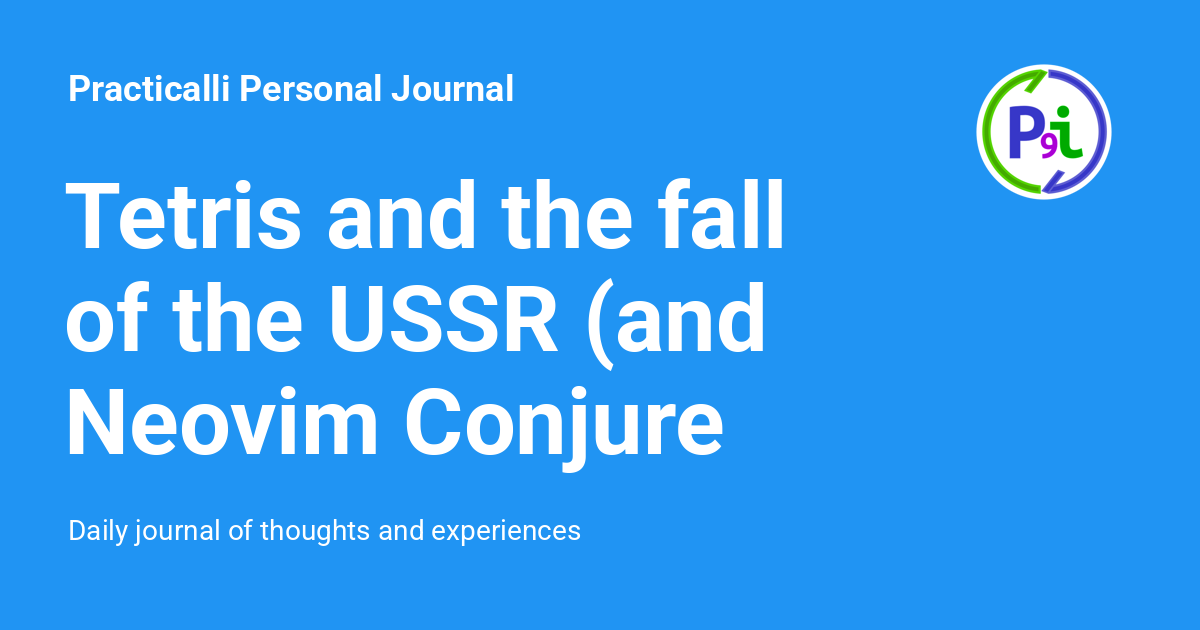 Practicalli Personal Journal
P9i
Tetris and the fall
of the USSR (and
Neovim Conjure
Daily journal of thoughts and experiences